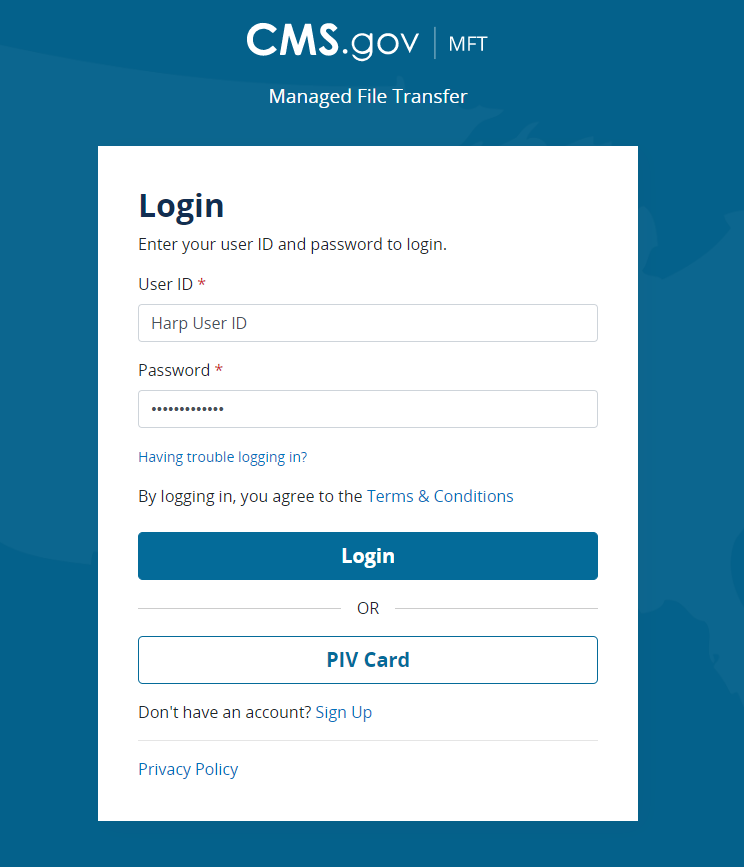 CMS.gov | MFT
Managed File Transfer
Login
Enter your user ID and password to login.
User ID *
Harp User ID
Password *
•••••••••••••
Having trouble logging in?
By logging in, you agree to the Terms & Conditions
Login
OR
PIV Card
Don't have an account? Sign Up
Privacy Policy